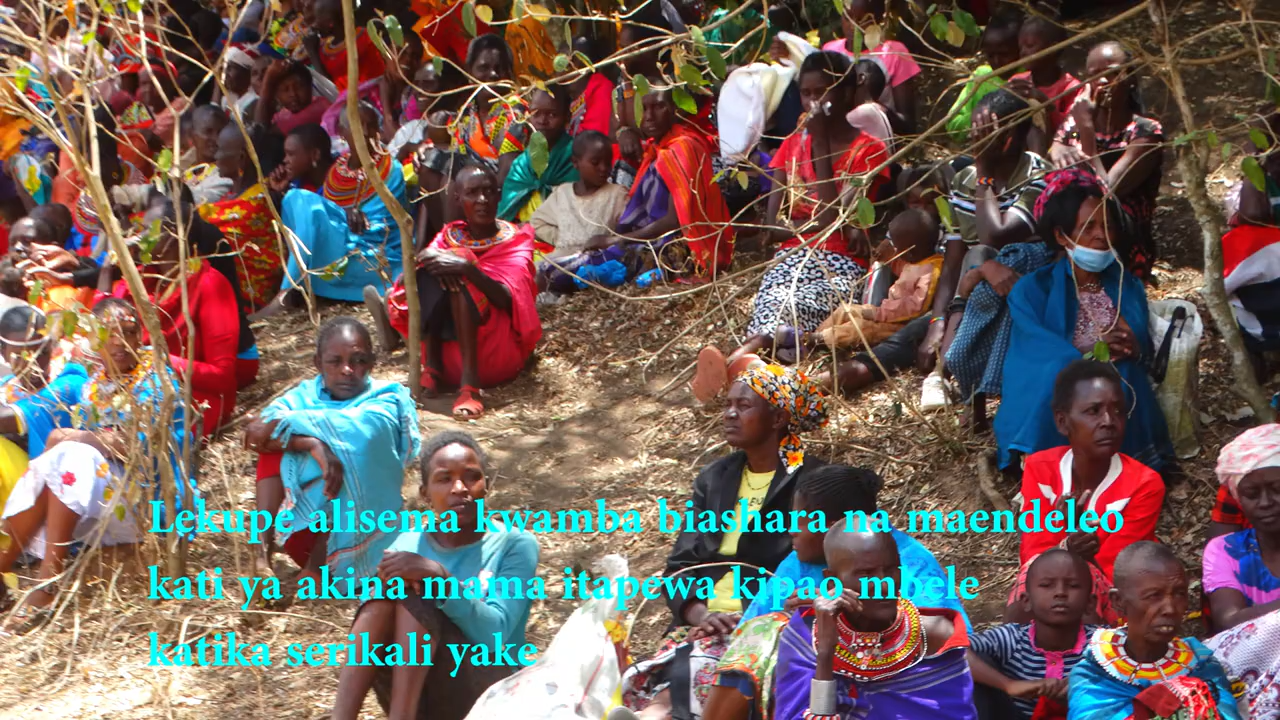 Lekupe alisema kwamba biashara na maendeleo
kati ya akina mama itapewa kipao mbele
katika serikali yake